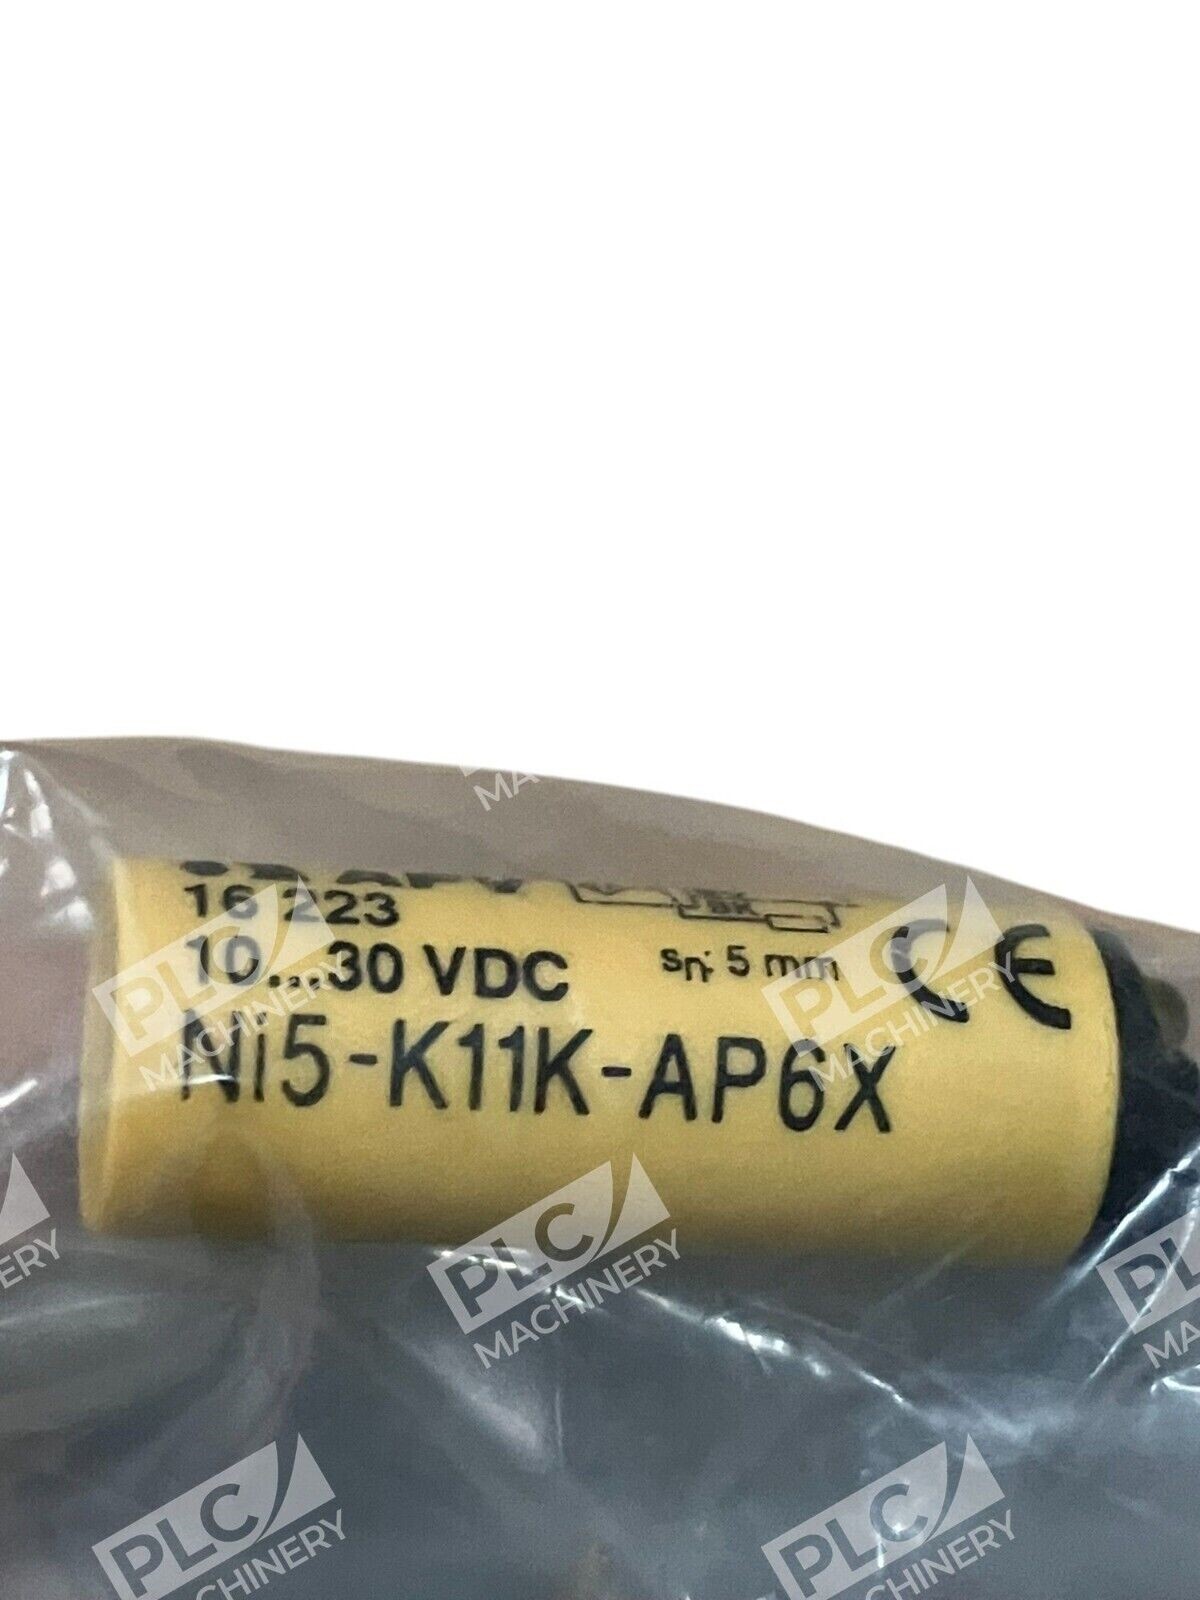 16 223
10...30 VDC
sn: 5 mm
CE
Ni5-K11K-AP6X
PLC
MACHINERY